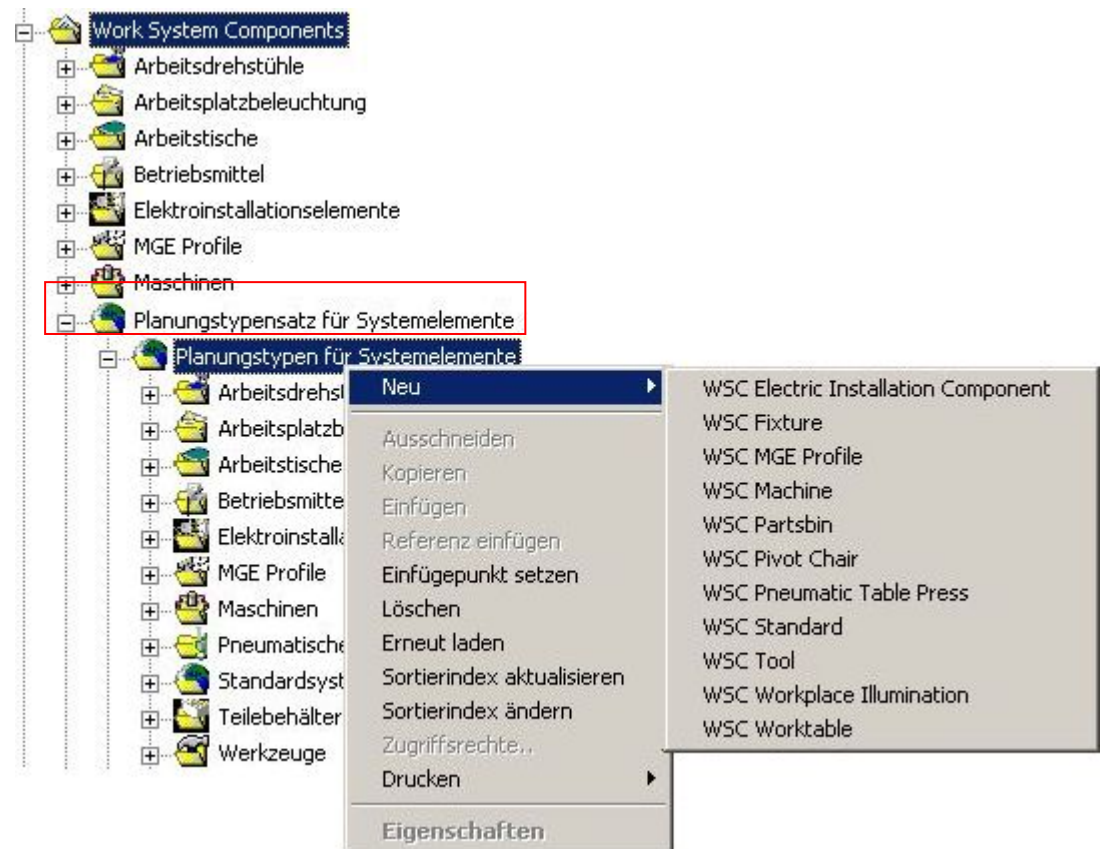 Work System Components
Arbeitsdrehstühle
Arbeitsplatzbeleuchtung
Arbeitstische
Betriebsmittel
Elektroinstallationselemente
MGE Profile
Maschinen
Planungstypensatz für Systemelemente
Planungstypen für Systemelemente
Arbeitsdrehst
Arbeitsplatzb
Arbeitstische
Betriebsmitte
Elektroinstalla
MGE Profile
Maschinen
Pneumatische
Standardsyst
Teilebehälter
Werkzeuge
Neu
Ausschneiden
Kopieren
Einfügen
Referenz einfügen
Einfügepunkt setzen
Löschen
Erneut laden
Sortierindex aktualisieren
Sortierindex ändern
Zugriffsrechte..
Drucken
Eigenschaften
WSC Electric Installation Component
WSC Fixture
WSC MGE Profile
WSC Machine
WSC Partsbin
WSC Pivot Chair
WSC Pneumatic Table Press
WSC Standard
WSC Tool
WSC Workplace Illumination
WSC Worktable